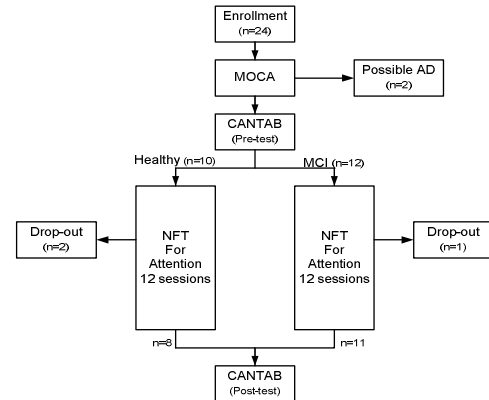 Enrollment
(n=24)
MOCA
Possible AD
(n=2)
CANTAB
(Pre-test)
Healthy (n=10)
MCI (n=12)
Drop-out
(n=2)
NFT
For
Attention
12 sessions
NFT
For
Attention
12 sessions
Drop-out
(n=1)
n=8
n=11
CANTAB
(Post-test)